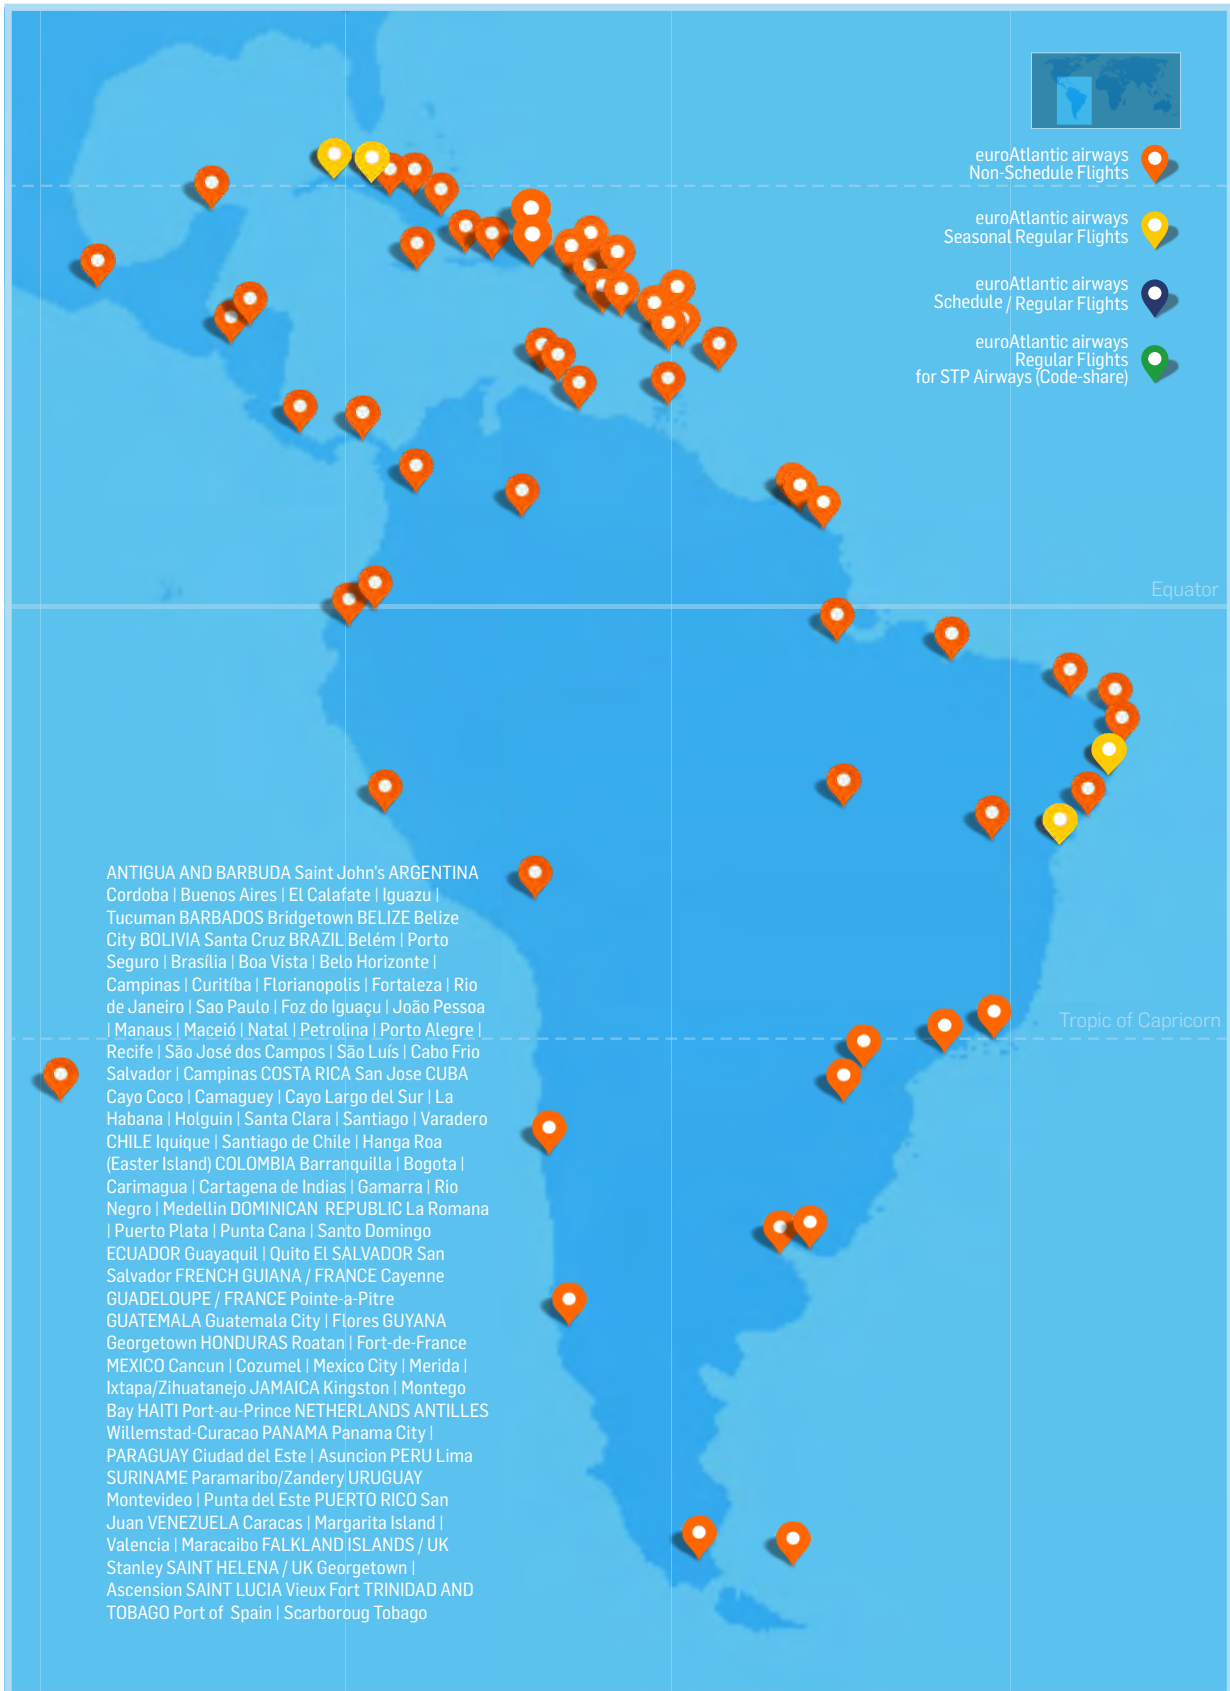 euroAtlantic airways
Non-Schedule Flights
euroAtlantic airways
Seasonal Regular Flights
euroAtlantic airways
Schedule / Regular Flights
euroAtlantic airways
Regular Flights
for STP Airways (Code-share)
Equator
Tropic of Capricorn
ANTIGUA AND BARBUDA Saint John's ARGENTINA
Cordoba | Buenos Aires | El Calafate | Iguazu |
Tucuman BARBADOS Bridgetown BELIZE Belize
City BOLIVIA Santa Cruz BRAZIL Belém | Porto
Seguro | Brasília | Boa Vista | Belo Horizonte |
Campinas | Curitíba | Florianopolis | Fortaleza | Rio
de Janeiro | Sao Paulo | Foz do Iguaçu | João Pessoa
| Manaus | Maceió | Natal | Petrolina | Porto Alegre |
Recife | São José dos Campos | São Luís | Cabo Frio
Salvador | Campinas COSTA RICA San Jose CUBA
Cayo Coco | Camaguey | Cayo Largo del Sur | La
Habana | Holguin | Santa Clara | Santiago | Varadero
CHILE Iquique | Santiago de Chile | Hanga Roa
(Easter Island) COLOMBIA Barranquilla | Bogota |
Carimagua | Cartagena de Indias | Gamarra | Rio
Negro | Medellin DOMINICAN REPUBLIC La Romana
| Puerto Plata | Punta Cana | Santo Domingo
ECUADOR Guayaquil | Quito El SALVADOR San
Salvador FRENCH GUIANA / FRANCE Cayenne
GUADELOUPE / FRANCE Pointe-a-Pitre
GUATEMALA Guatemala City | Flores GUYANA
Georgetown HONDURAS Roatan | Fort-de-France
MEXICO Cancun | Cozumel | Mexico City | Merida |
Ixtapa/Zihuatanejo JAMAICA Kingston | Montego
Bay HAITI Port-au-Prince NETHERLANDS ANTILLES
Willemstad-Curacao PANAMA Panama City |
PARAGUAY Ciudad del Este | Asuncion PERU Lima
SURINAME Paramaribo/Zandery URUGUAY
Montevideo | Punta del Este PUERTO RICO San
Juan VENEZUELA Caracas | Margarita Island |
Valencia | Maracaibo FALKLAND ISLANDS / UK
Stanley SAINT HELENA / UK Georgetown |
Ascension SAINT LUCIA Vieux Fort TRINIDAD AND
TOBAGO Port of Spain | Scarboroug Tobago